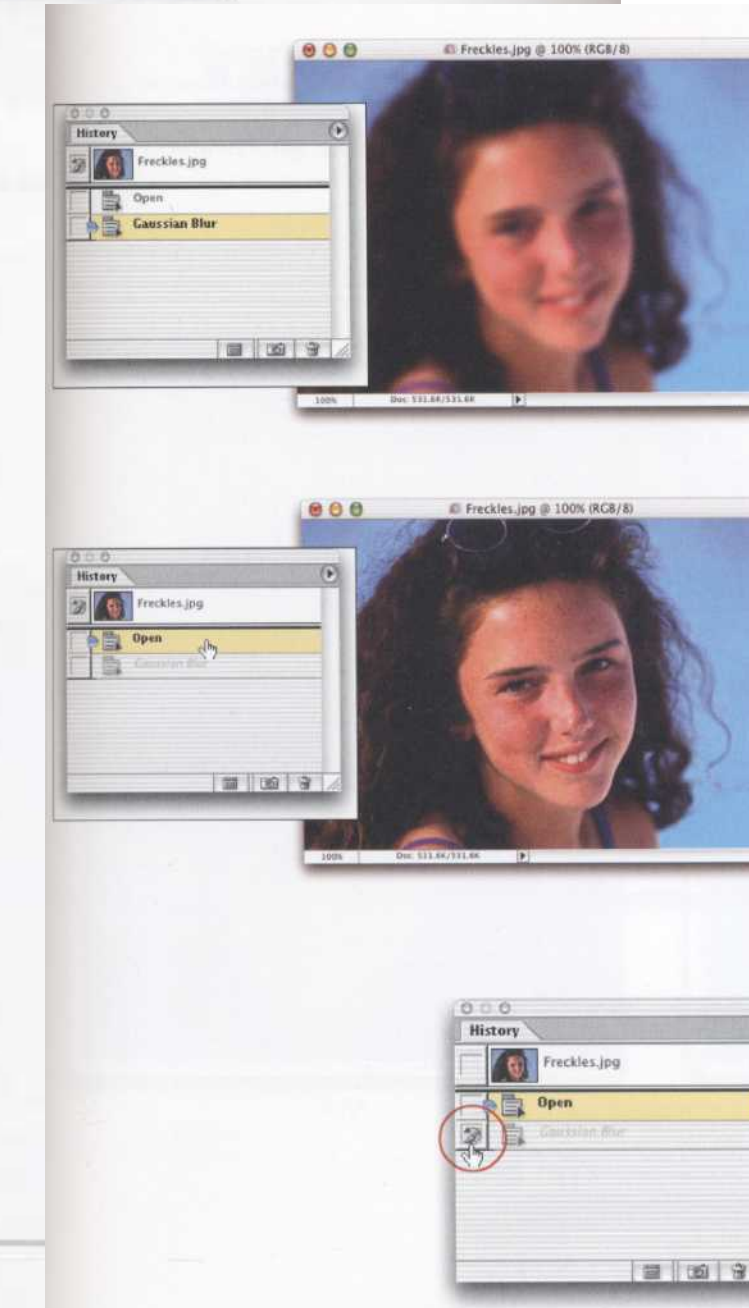 Freckles.jpg @ 100% (RGB/8)
History
Freckles.jpg
Open
Gaussian Blur
100%
Doc: 531.6K/531.6K
Freckles.jpg @ 100% (RGB/8)
History
Freckles.jpg
Open
Gaussian Blur
100%
Doc: 531.6K/531.6K
History
Freckles.jpg
Open
Gaussian Blur